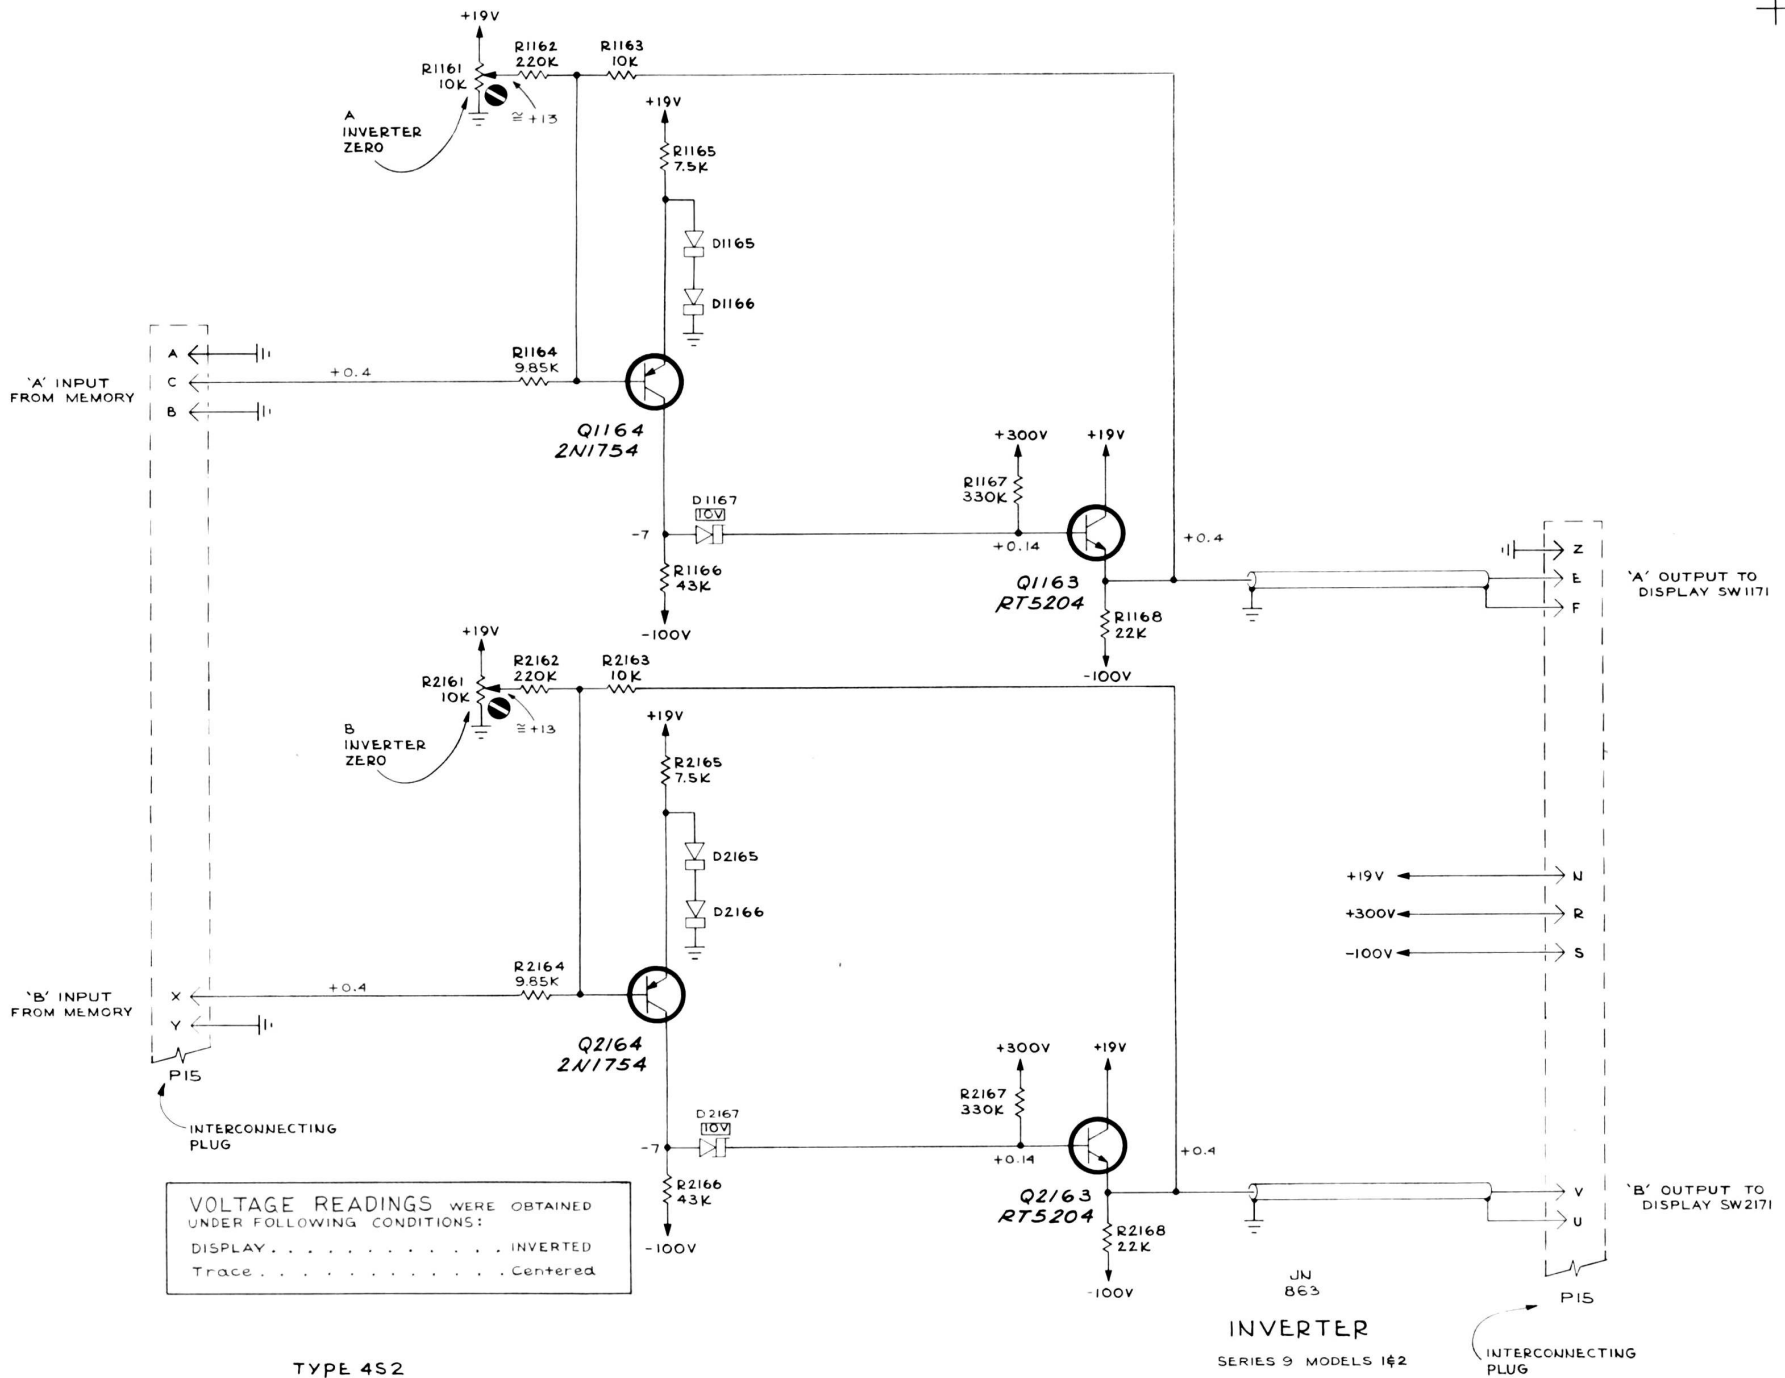 +19V
R1161
10K
R1162
220K
R1163
10K
≅ +13
A
INVERTER
ZERO
+19V
R1165
7.5K
D1165
D1166
'A' INPUT
FROM MEMORY
A
C
B
+0.4
R1164
9.85K
Q1164
2N1754
+300V
+19V
R1167
330K
D1167
10V
-7
+0.14
+0.4
R1166
43K
-100V
Q1163
RT5204
R1168
22K
-100V
Z
E
F
'A' OUTPUT TO
DISPLAY SW1171
+19V
R2161
10K
R2162
220K
R2163
10K
≅ +13
B
INVERTER
ZERO
+19V
R2165
7.5K
D2165
D2166
+19V
N
+300V
R
-100V
S
'B' INPUT
FROM MEMORY
X
Y
+0.4
R2164
9.85K
Q2164
2N1754
P15
INTERCONNECTING
PLUG
+300V
+19V
R2167
330K
D2167
10V
-7
+0.14
+0.4
R2166
43K
-100V
Q2163
RT5204
R2168
22K
-100V
V
U
'B' OUTPUT TO
DISPLAY SW2171
P15
INTERCONNECTING
PLUG
VOLTAGE READINGS WERE OBTAINED
UNDER FOLLOWING CONDITIONS:
DISPLAY . . . . . . . . . . . . . INVERTED
Trace . . . . . . . . . . . . . Centered
JN
863
INVERTER
SERIES 9 MODELS 1&2
TYPE 4S2